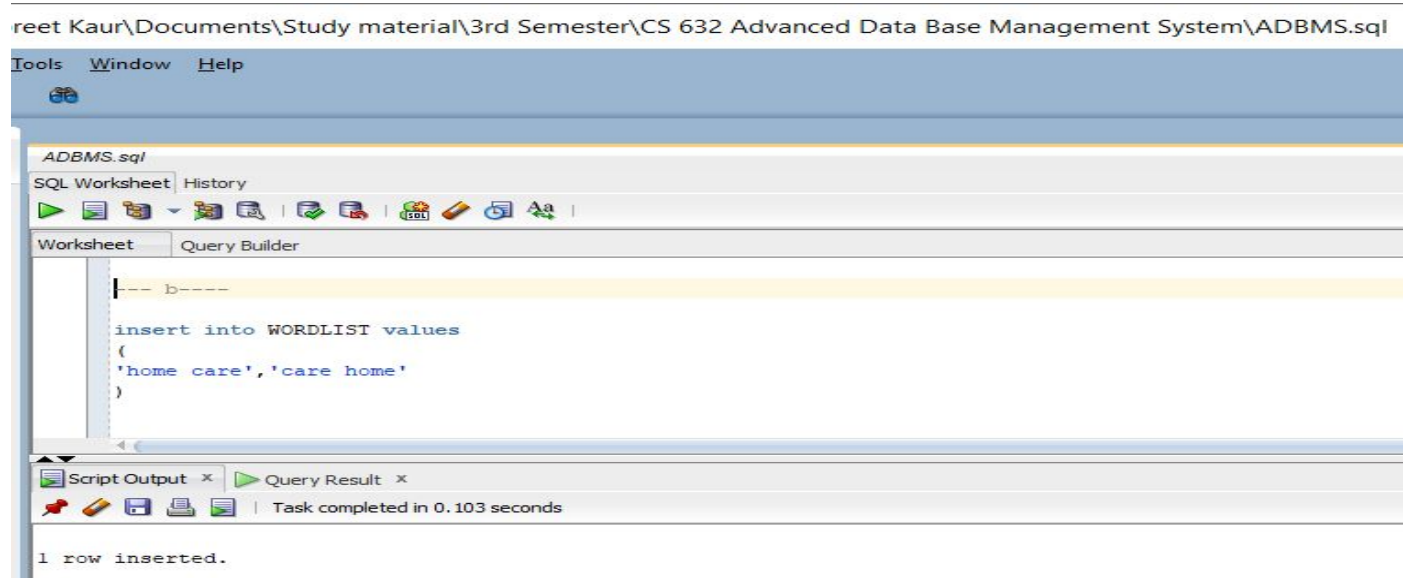 reet Kaur\Documents\Study material\3rd Semester\CS 632 Advanced Data Base Management System\ADBMS.sql
Tools Window Help
ADBMS.sql
SQL Worksheet History
Worksheet Query Builder
--- b----
insert into WORDLIST values
(
'home care','care home'
)
Script Output × Query Result ×
Task completed in 0.103 seconds
1 row inserted.